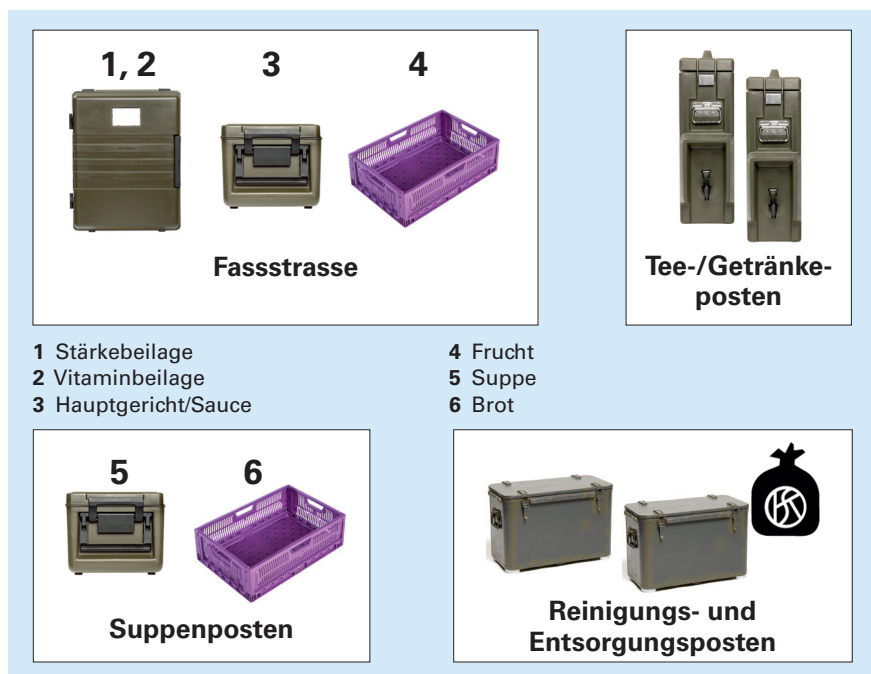 1, 2
3
4
Fassstrasse
Tee-/Getränke-
posten
1 Stärkebeilage
2 Vitaminbeilage
3 Hauptgericht/Sauce
4 Frucht
5 Suppe
6 Brot
5
6
Suppenposten
Reinigungs- und
Entsorgungsposten